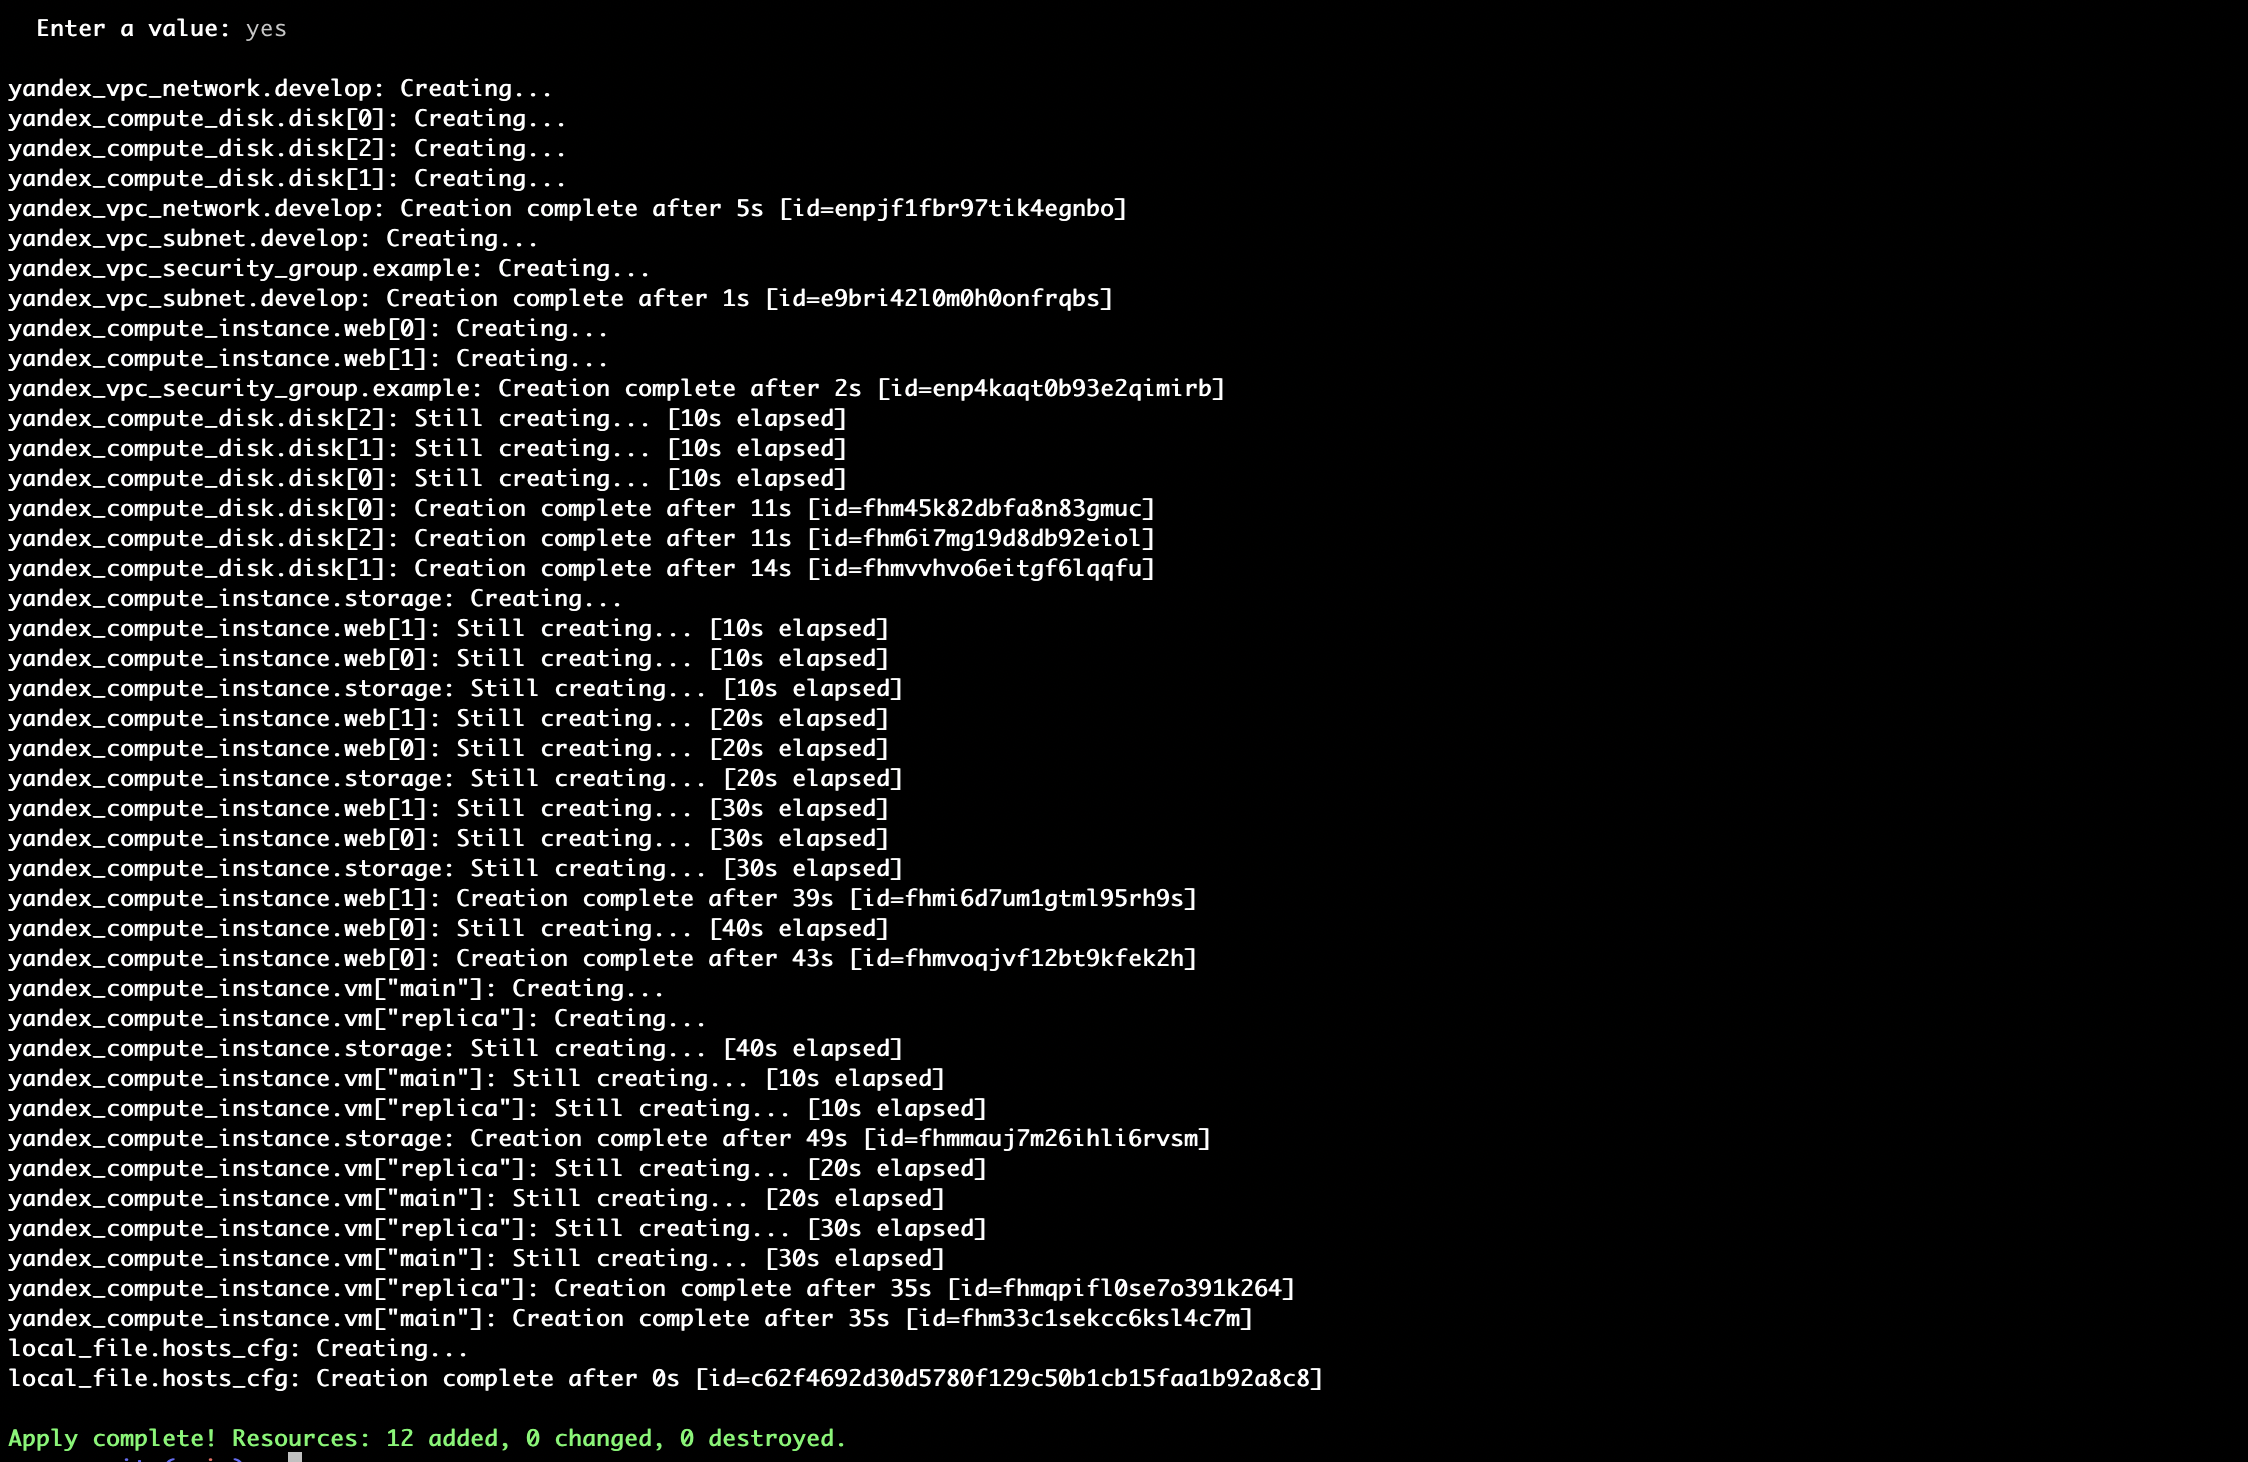 Enter a value: yes
yandex_vpc_network.develop: Creating...
yandex_compute_disk.disk[0]: Creating...
yandex_compute_disk.disk[2]: Creating...
yandex_compute_disk.disk[1]: Creating...
yandex_vpc_network.develop: Creation complete after 5s [id=enpjf1fbr97tik4egnbo]
yandex_vpc_subnet.develop: Creating...
yandex_vpc_security_group.example: Creating...
yandex_vpc_subnet.develop: Creation complete after 1s [id=e9bri42l0m0h0onfrqbs]
yandex_compute_instance.web[0]: Creating...
yandex_compute_instance.web[1]: Creating...
yandex_vpc_security_group.example: Creation complete after 2s [id=enp4kaqt0b93e2qimirb]
yandex_compute_disk.disk[2]: Still creating... [10s elapsed]
yandex_compute_disk.disk[1]: Still creating... [10s elapsed]
yandex_compute_disk.disk[0]: Still creating... [10s elapsed]
yandex_compute_disk.disk[0]: Creation complete after 11s [id=fhm45k82dbfa8n83gmuc]
yandex_compute_disk.disk[2]: Creation complete after 11s [id=fhm6i7mg19d8db92eiol]
yandex_compute_disk.disk[1]: Creation complete after 14s [id=fhmvvhvo6eitgf6lqqfu]
yandex_compute_instance.storage: Creating...
yandex_compute_instance.web[1]: Still creating... [10s elapsed]
yandex_compute_instance.web[0]: Still creating... [10s elapsed]
yandex_compute_instance.storage: Still creating... [10s elapsed]
yandex_compute_instance.web[1]: Still creating... [20s elapsed]
yandex_compute_instance.web[0]: Still creating... [20s elapsed]
yandex_compute_instance.storage: Still creating... [20s elapsed]
yandex_compute_instance.web[1]: Still creating... [30s elapsed]
yandex_compute_instance.web[0]: Still creating... [30s elapsed]
yandex_compute_instance.storage: Still creating... [30s elapsed]
yandex_compute_instance.web[1]: Creation complete after 39s [id=fhmi6d7um1gtml95rh9s]
yandex_compute_instance.web[0]: Still creating... [40s elapsed]
yandex_compute_instance.web[0]: Creation complete after 43s [id=fhmvoqjvf12bt9kfek2h]
yandex_compute_instance.vm["main"]: Creating...
yandex_compute_instance.vm["replica"]: Creating...
yandex_compute_instance.storage: Still creating... [40s elapsed]
yandex_compute_instance.vm["main"]: Still creating... [10s elapsed]
yandex_compute_instance.vm["replica"]: Still creating... [10s elapsed]
yandex_compute_instance.storage: Creation complete after 49s [id=fhmmauj7m26ihli6rvsm]
yandex_compute_instance.vm["replica"]: Still creating... [20s elapsed]
yandex_compute_instance.vm["main"]: Still creating... [20s elapsed]
yandex_compute_instance.vm["replica"]: Still creating... [30s elapsed]
yandex_compute_instance.vm["main"]: Still creating... [30s elapsed]
yandex_compute_instance.vm["replica"]: Creation complete after 35s [id=fhmqpifl0se7o391k264]
yandex_compute_instance.vm["main"]: Creation complete after 35s [id=fhm33c1sekcc6ksl4c7m]
local_file.hosts_cfg: Creating...
local_file.hosts_cfg: Creation complete after 0s [id=c62f4692d30d5780f129c50b1cb15faa1b92a8c8]
Apply complete! Resources: 12 added, 0 changed, 0 destroyed.